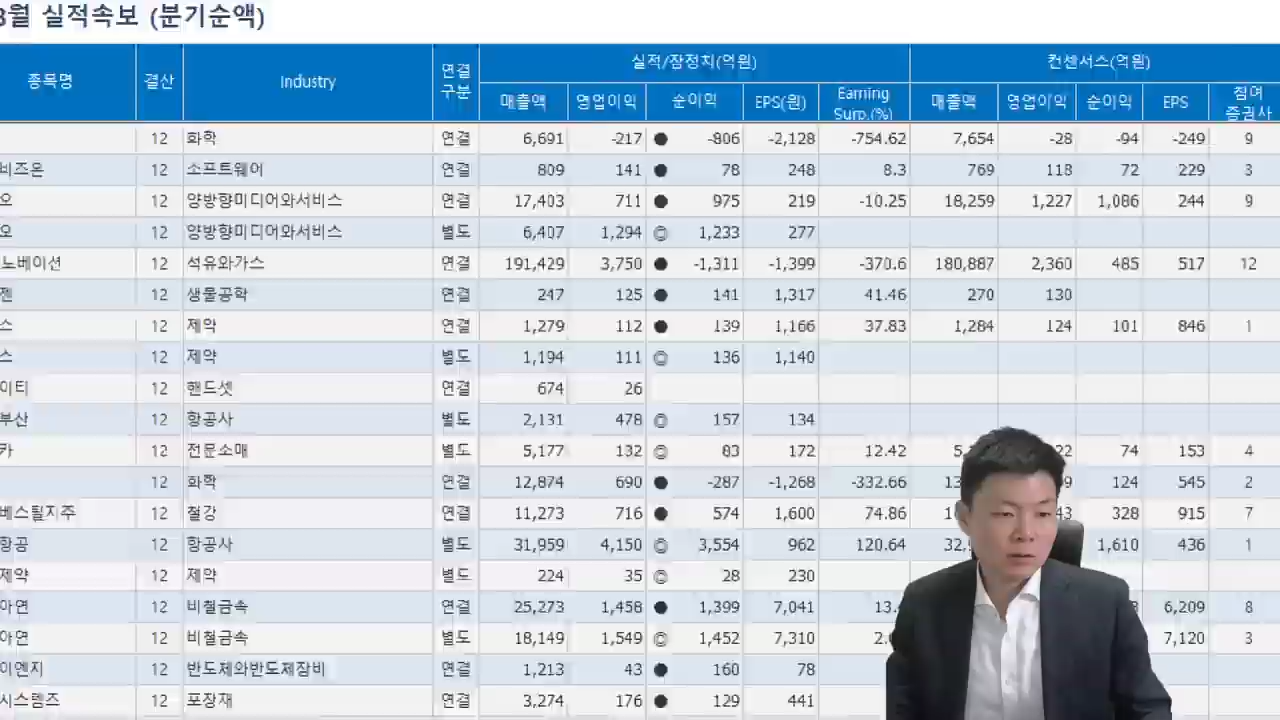 3월 실적속보 (분기순액)
종목명 결산 Industry 연결구분 실적/잠정치(억원) 컨센서스(억원)
매출액 영업이익 순이익 EPS(원) Earning Surp.(%) 매출액 영업이익 순이익 EPS 참여증권사
12 화학 연결 6,691 -217 ● -806 -2,128 -754.62 7,654 -28 -94 -249 9
비즈온 12 소프트웨어 연결 809 141 ● 78 248 8.3 769 118 72 229 3
오 12 양방향미디어와서비스 연결 17,403 711 ● 975 219 -10.25 18,259 1,227 1,086 244 9
오 12 양방향미디어와서비스 별도 6,407 1,294 ◎ 1,233 277
노베이션 12 석유와가스 연결 191,429 3,750 ● -1,311 -1,399 -370.6 180,887 2,360 485 517 12
젠 12 생물공학 연결 247 125 ● 141 1,317 41.46 270 130
스 12 제약 연결 1,279 112 ● 139 1,166 37.83 1,284 124 101 846 1
스 12 제약 별도 1,194 111 ◎ 136 1,140
이티 12 핸드셋 연결 674 26
부산 12 항공사 별도 2,131 478 ◎ 157 134
카 12 전문소매 별도 5,177 132 ◎ 83 172 12.42 74 153 4
12 화학 연결 12,874 690 ● -287 -1,268 -332.66 124 545 2
베스틸지주 12 철강 연결 11,273 716 ● 574 1,600 74.86 328 915 7
항공 12 항공사 별도 31,959 4,150 ◎ 3,554 962 120.64 1,610 436 1
제약 12 제약 별도 224 35 ◎ 28 230
아연 12 비철금속 연결 25,273 1,458 ● 1,399 7,041 6,209 8
아연 12 비철금속 별도 18,149 1,549 ◎ 1,452 7,310 7,120 3
이엔지 12 반도체와반도체장비 연결 1,213 43 ● 160 78
시스템즈 12 포장재 연결 3,274 176 ● 129 441